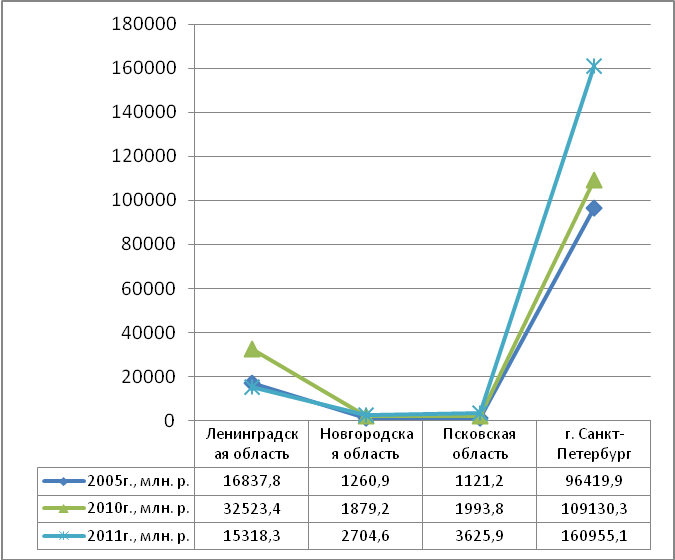 180000
160000
140000
120000
100000
80000
60000
40000
20000
0
Ленинградск Новгородска Псковская г. Санкт-
ая область я область область Петербург
2005г., млн. р. 16837,8 1260,9 1121,2 96419,9
2010г., млн. р. 32523,4 1879,2 1993,8 109130,3
2011г., млн. р. 15318,3 2704,6 3625,9 160955,1